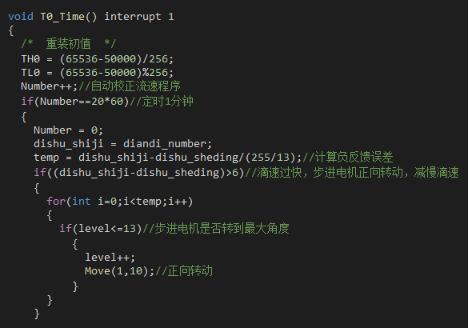 void T0_Time() interrupt 1
{
/* 重装初值 */
TH0 = (65536-50000)/256;
TL0 = (65536-50000)%256;
Number++;//自动校正流速程序
if(Number==20*60)//定时1分钟
{
Number = 0;
dishu_shiji = diandi_number;
temp = dishu_shiji-dishu_sheding/(255/13);//计算负反馈误差
if((dishu_shiji-dishu_sheding)>6)//滴速过快，步进电机正向转动，减慢滴速
{
for(int i=0;i<temp;i++)
{
if(level<=13)//步进电机是否转到最大角度
{
level++;
Move(1,10);//正向转动
}
}
}